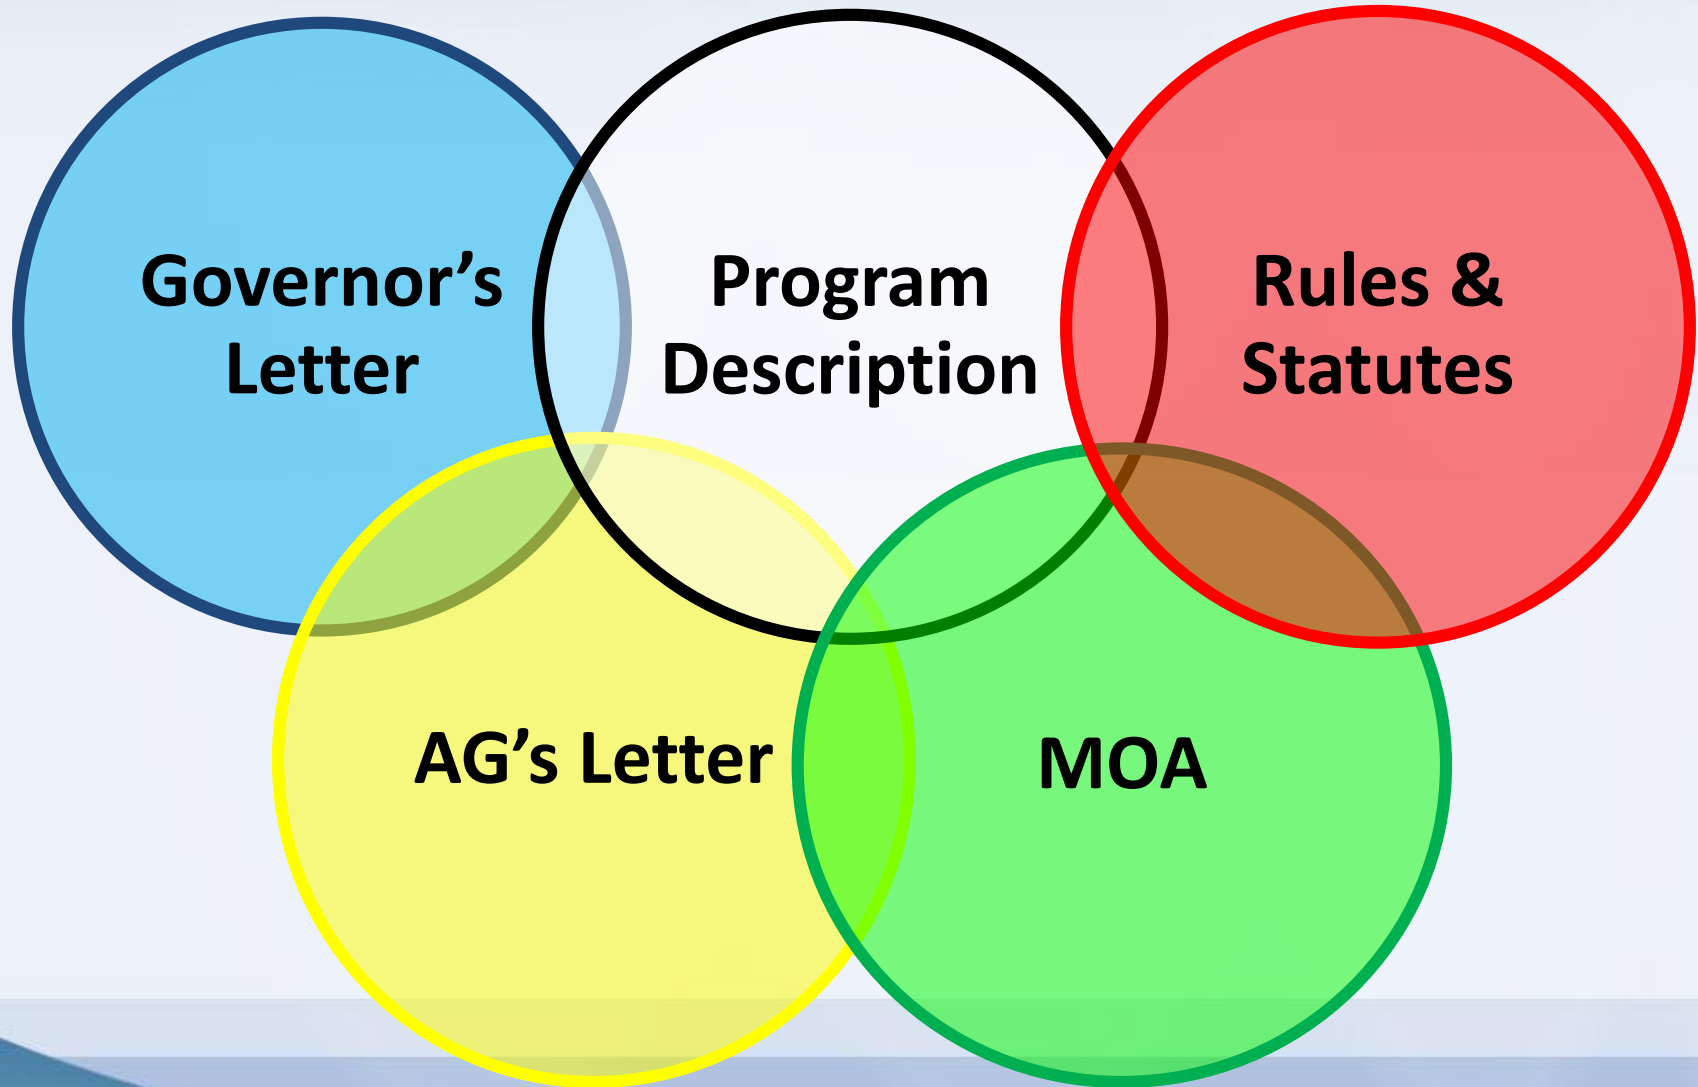 Governor’s
Letter
Program
Description
Rules &
Statutes
AG’s Letter
MOA